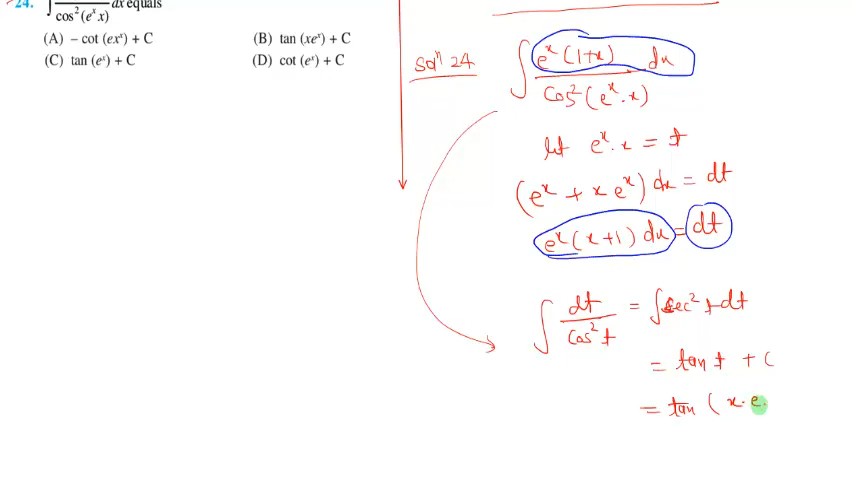 24. ∫ dx equals
cos² (eˣ x)
(A) – cot (exˣ) + C
(B) tan (xeˣ) + C
(C) tan (eˣ) + C
(D) cot (eˣ) + C
Solⁿ 24
∫ eˣ (1+x) dx
cos² (eˣ . x)
let eˣ . x = t
(eˣ + x eˣ) dx = dt
eˣ (x+1) dx = dt
∫ dt / cos² t = ∫ sec² t dt
= tan t + C
= tan ( x . e